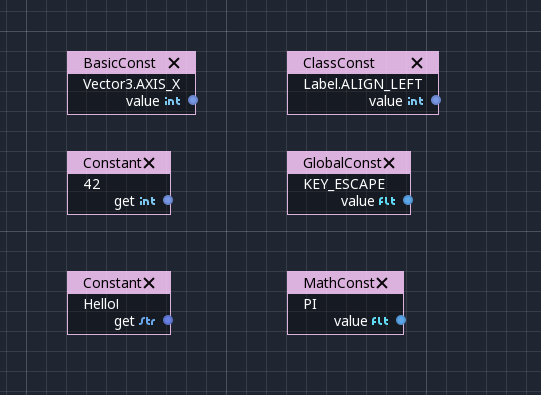 BasicConst
Vector3.AXIS_X
value int
ClassConst
Label.ALIGN_LEFT
value int
Constant
42
get int
GlobalConst
KEY_ESCAPE
value flt
Constant
Hello!
get str
MathConst
PI
value flt